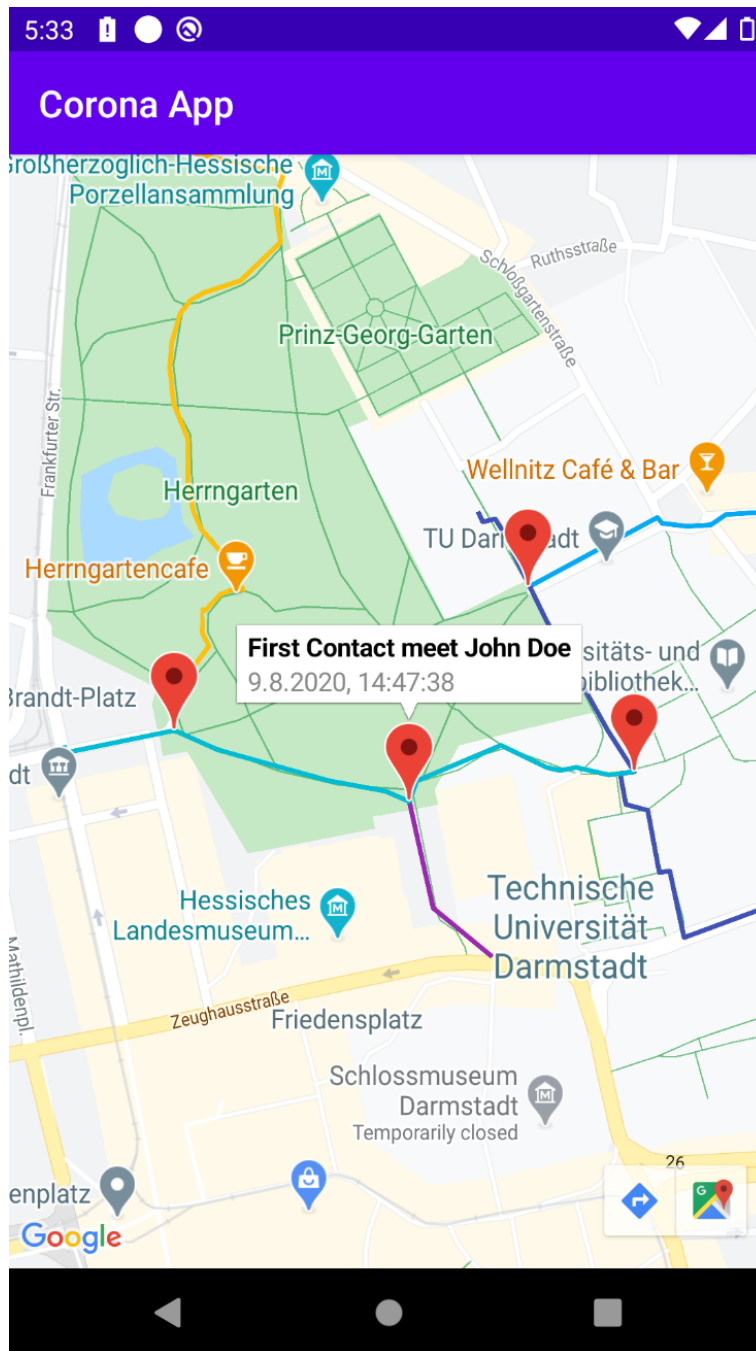 5:33
Corona App
Großherzoglich-Hessische
Porzellansammlung
Ruthsstraße
Schloßgartenstraße
Prinz-Georg-Garten
Frankfurter Str.
Wellnitz Café & Bar
Herrngarten
TU Darmstadt
Herrngartencafe
First Contact meet John Doe
9.8.2020, 14:47:38
sitäts- und
bibliothek...
Brandt-Platz
dt
Hessisches
Landesmuseum...
Technische
Universität
Darmstadt
Mathildenpl.
Zeughausstraße
Friedensplatz
Schlossmuseum
Darmstadt
Temporarily closed
26
enplatz
Google
G